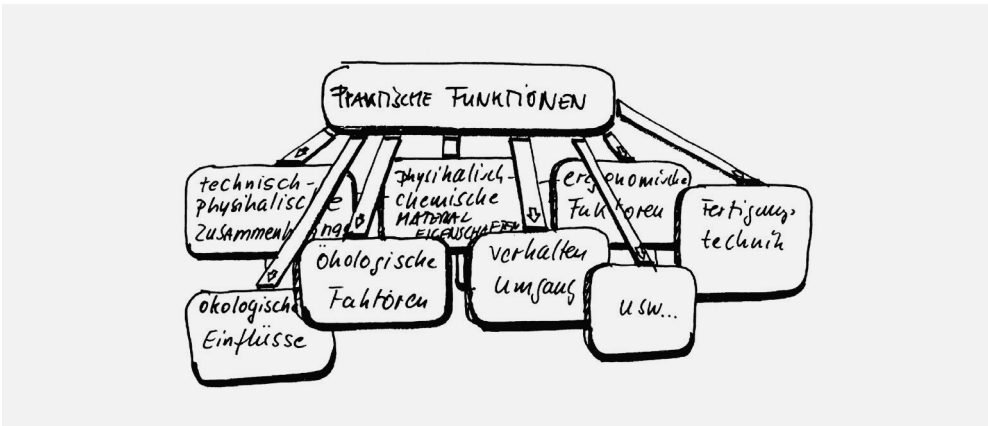 PRAKTISCHE FUNKTIONEN
technisch-
physikalische
Zusammenhänge
physikalisch-
chemische
MATERIAL
EIGENSCHAFTEN
ergonomische
Faktoren
Fertigungs-
technik
ökologische
Einflüsse
ökologische
Faktoren
Verhalten
Umgang
usw...